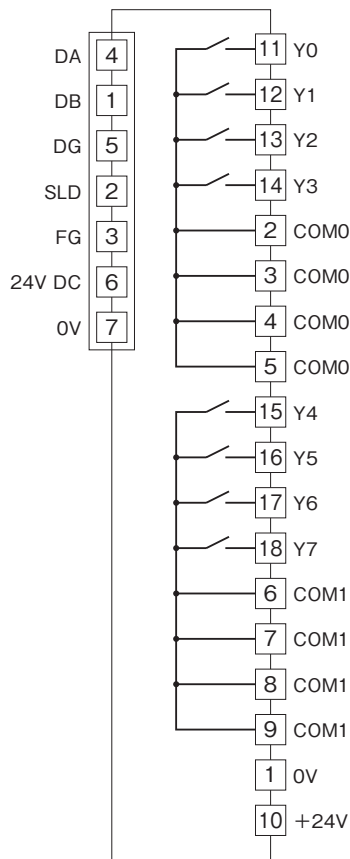 DA 4
DB 1
DG 5
SLD 2
FG 3
24V DC 6
0V 7
11 Y0
12 Y1
13 Y2
14 Y3
2 COM0
3 COM0
4 COM0
5 COM0
15 Y4
16 Y5
17 Y6
18 Y7
6 COM1
7 COM1
8 COM1
9 COM1
1 0V
10 +24V